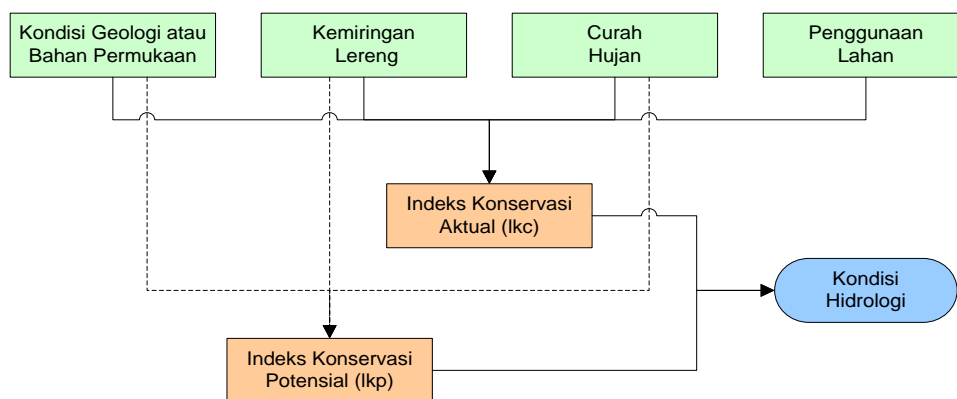 Kondisi Geologi atau
Bahan Permukaan
Kemiringan
Lereng
Curah
Hujan
Penggunaan
Lahan
Indeks Konservasi
Aktual (Ikc)
Kondisi
Hidrologi
Indeks Konservasi
Potensial (Ikp)